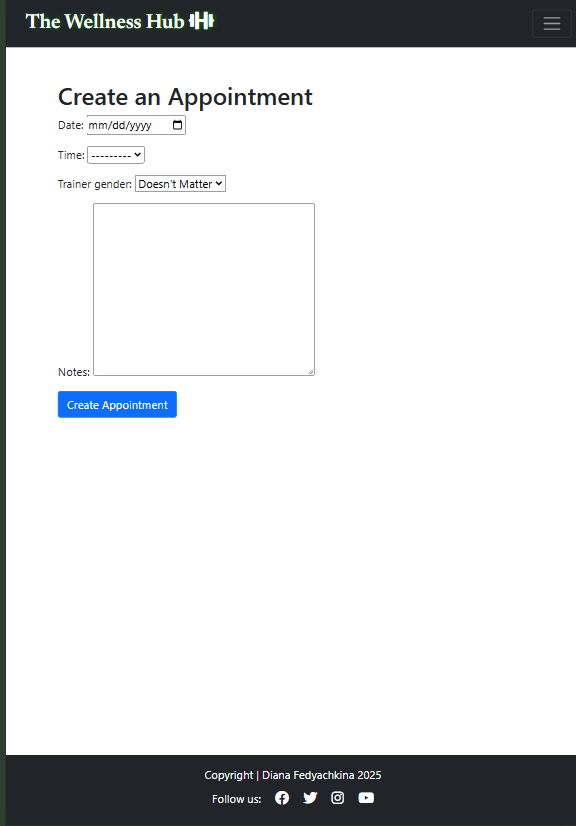 The Wellness Hub
Create an Appointment
Date: mm/dd/yyyy
Time: ---------
Trainer gender: Doesn't Matter
Notes:
Create Appointment
Copyright | Diana Fedyachkina 2025
Follow us: